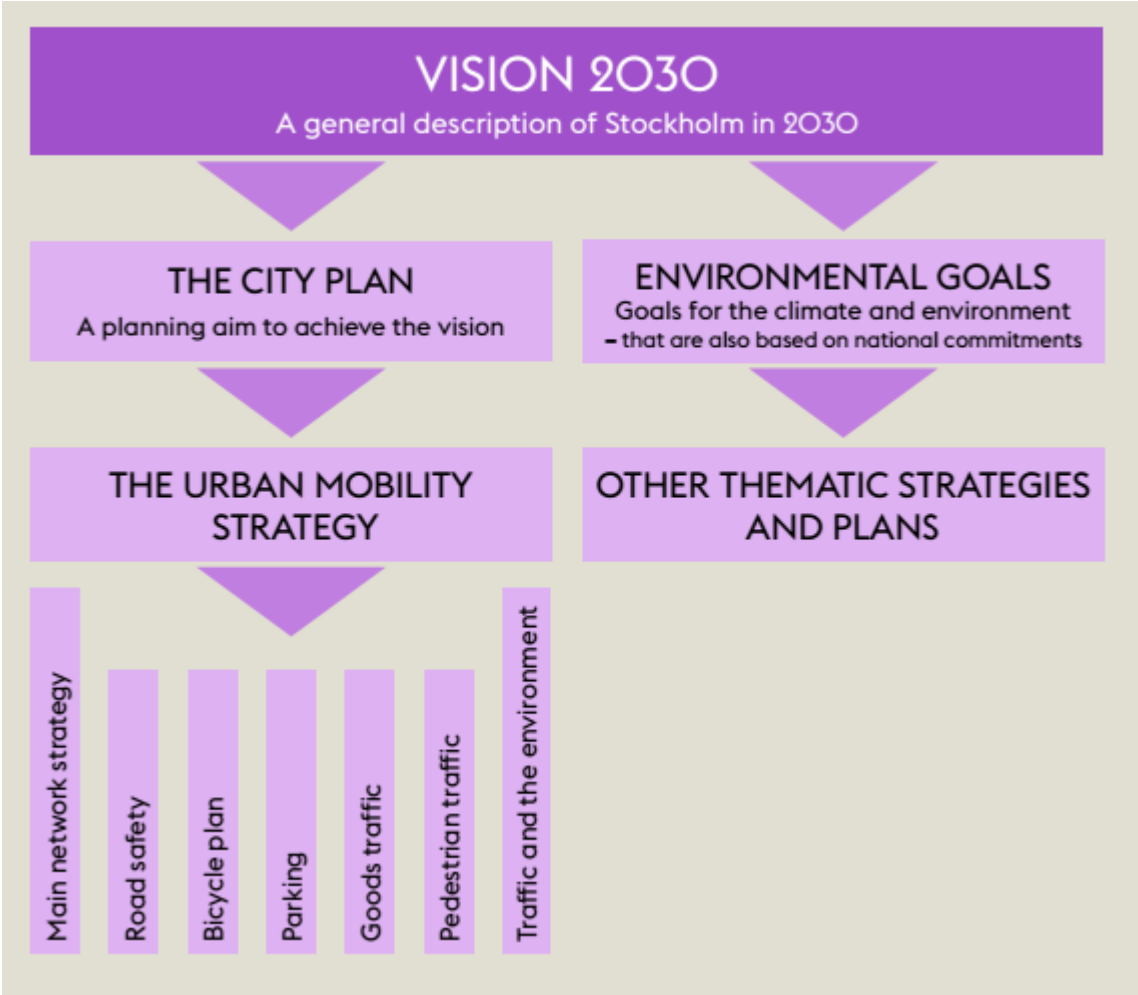 VISION 2030
A general description of Stockholm in 2030
THE CITY PLAN
A planning aim to achieve the vision
ENVIRONMENTAL GOALS
Goals for the climate and environment
– that are also based on national commitments
THE URBAN MOBILITY
STRATEGY
OTHER THEMATIC STRATEGIES
AND PLANS
Main network strategy
Road safety
Bicycle plan
Parking
Goods traffic
Pedestrian traffic
Traffic and the environment